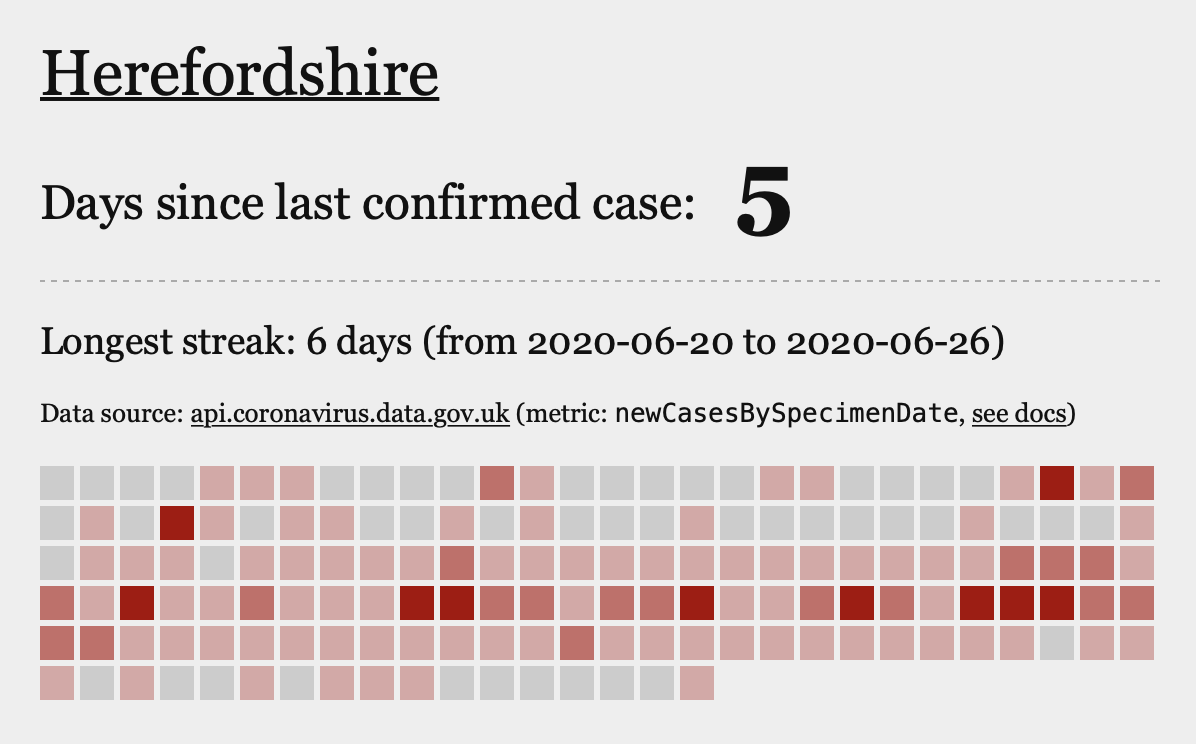 Herefordshire
Days since last confirmed case: 5
Longest streak: 6 days (from 2020-06-20 to 2020-06-26)
Data source: api.coronavirus.data.gov.uk (metric: newCasesBySpecimenDate, see docs)